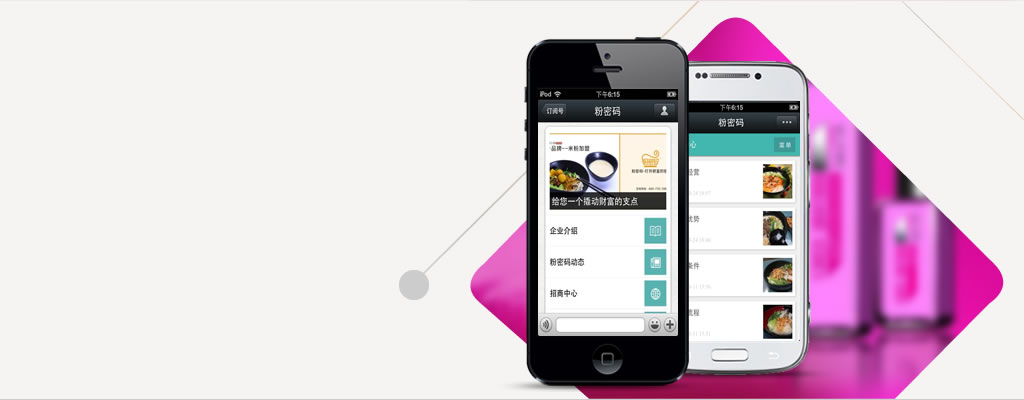 iPod
下午6:15
订阅号
粉密码
品牌--米粉加盟
给您一个撬动财富的支点
企业介绍
粉密码动态
招商中心
下午6:15
粉密码
心
菜单
经营
优势
条件
流程